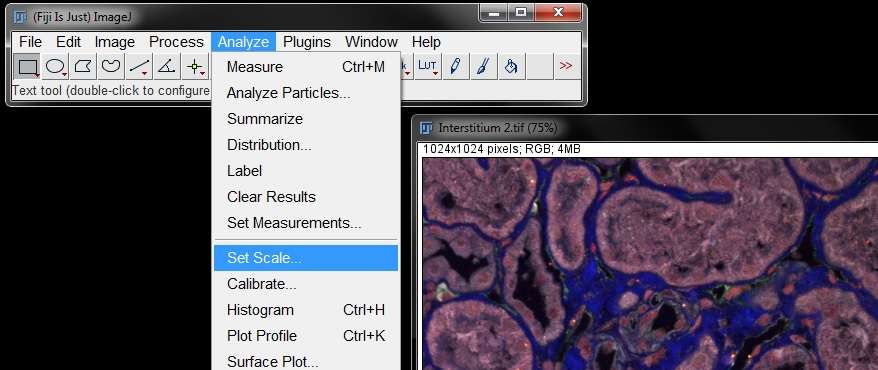 (Fiji Is Just) ImageJ
File Edit Image Process Analyze Plugins Window Help
LUT >>
Text tool (double-click to configure
Measure Ctrl+M
Analyze Particles...
Summarize
Distribution...
Label
Clear Results
Set Measurements...
Set Scale...
Calibrate...
Histogram Ctrl+H
Plot Profile Ctrl+K
Surface Plot...
Interstitium 2.tif (75%)
1024x1024 pixels; RGB; 4MB